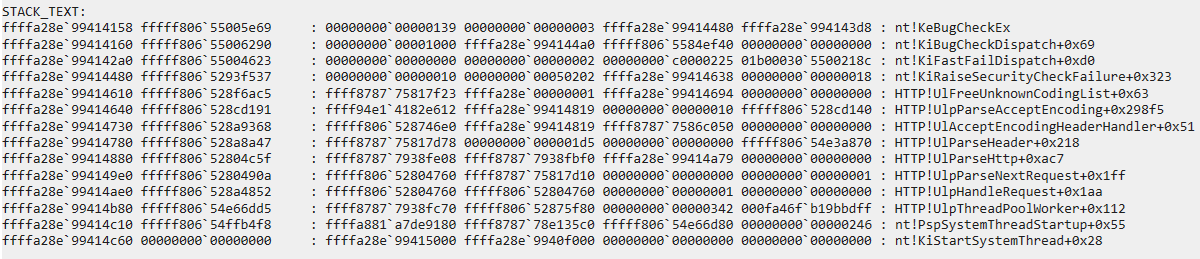 STACK_TEXT:
ffffa28e`99414158 fffff806`55005e69     : 00000000`00000139 00000000`00000003 ffffa28e`99414480 ffffa28e`994143d8 : nt!KeBugCheckEx
ffffa28e`99414160 fffff806`55006290     : 00000000`00001000 ffffa28e`994144a0 fffff806`5584ef40 00000000`00000000 : nt!KiBugCheckDispatch+0x69
ffffa28e`994142a0 fffff806`55004623     : 00000000`00000000 00000000`00000002 00000000`c0000225 01b00030`5500218c : nt!KiFastFailDispatch+0xd0
ffffa28e`99414480 fffff806`5293f537     : 00000000`00000010 00000000`00050202 ffffa28e`99414638 00000000`00000018 : nt!KiRaiseSecurityCheckFailure+0x323
ffffa28e`99414610 fffff806`528f6ac5     : ffff8787`75817f23 ffffa28e`00000001 ffffa28e`99414694 00000000`00000000 : HTTP!UlFreeUnknownCodingList+0x63
ffffa28e`99414640 fffff806`528cd191     : ffff94e1`4182e612 ffffa28e`99414819 00000000`00000010 fffff806`528cd140 : HTTP!UlpParseAcceptEncoding+0x298f5
ffffa28e`99414730 fffff806`528a9368     : fffff806`528746e0 ffffa28e`99414819 ffff8787`7586c050 00000000`00000000 : HTTP!UlAcceptEncodingHeaderHandler+0x51
ffffa28e`99414780 fffff806`528a8a47     : ffff8787`75817d78 00000000`000001d5 00000000`00000000 fffff806`54e3a870 : HTTP!UlParseHeader+0x218
ffffa28e`99414880 fffff806`52804c5f     : ffff8787`7938fe08 ffff8787`7938fbf0 ffffa28e`99414a79 00000000`00000000 : HTTP!UlParseHttp+0xac7
ffffa28e`994149e0 fffff806`5280490a     : fffff806`52804760 ffff8787`75817d10 00000000`00000000 00000000`00000001 : HTTP!UlpParseNextRequest+0x1ff
ffffa28e`99414ae0 fffff806`528a4852     : fffff806`52804760 fffff806`52804760 00000000`00000001 00000000`00000000 : HTTP!UlpHandleRequest+0x1aa
ffffa28e`99414b80 fffff806`54e66dd5     : ffff8787`7938fc70 fffff806`52875f80 00000000`00000342 000fa46f`b19bbdff : HTTP!UlpThreadPoolWorker+0x112
ffffa28e`99414c10 fffff806`54ffb4f8     : ffffa881`a7de9180 ffff8787`78e135c0 fffff806`54e66d80 00000000`00000246 : nt!PspSystemThreadStartup+0x55
ffffa28e`99414c60 00000000`00000000     : ffffa28e`99415000 ffffa28e`9940f000 00000000`00000000 00000000`00000000 : nt!KiStartSystemThread+0x28